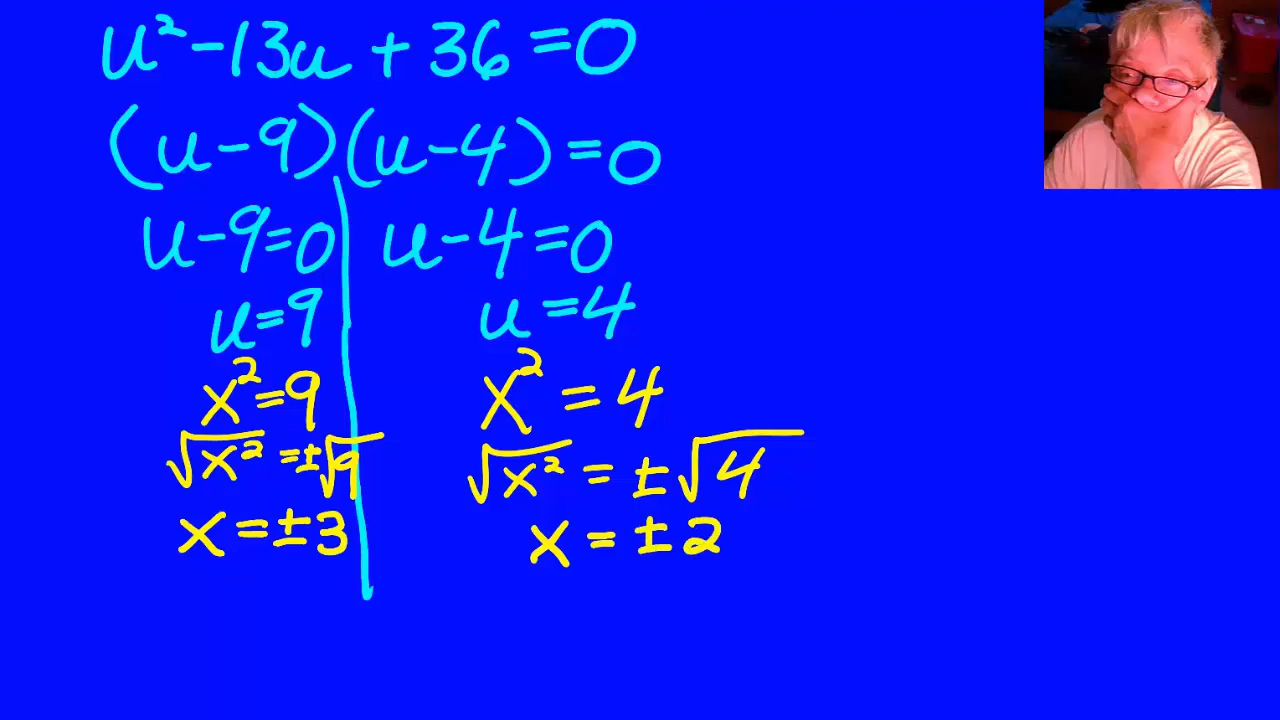 u²-13u+36=0
(u-9)(u-4)=0
u-9=0 u-4=0
u=9 u=4
x²=9 x²=4
√x²=±√9 √x²=±√4
x=±3 x=±2